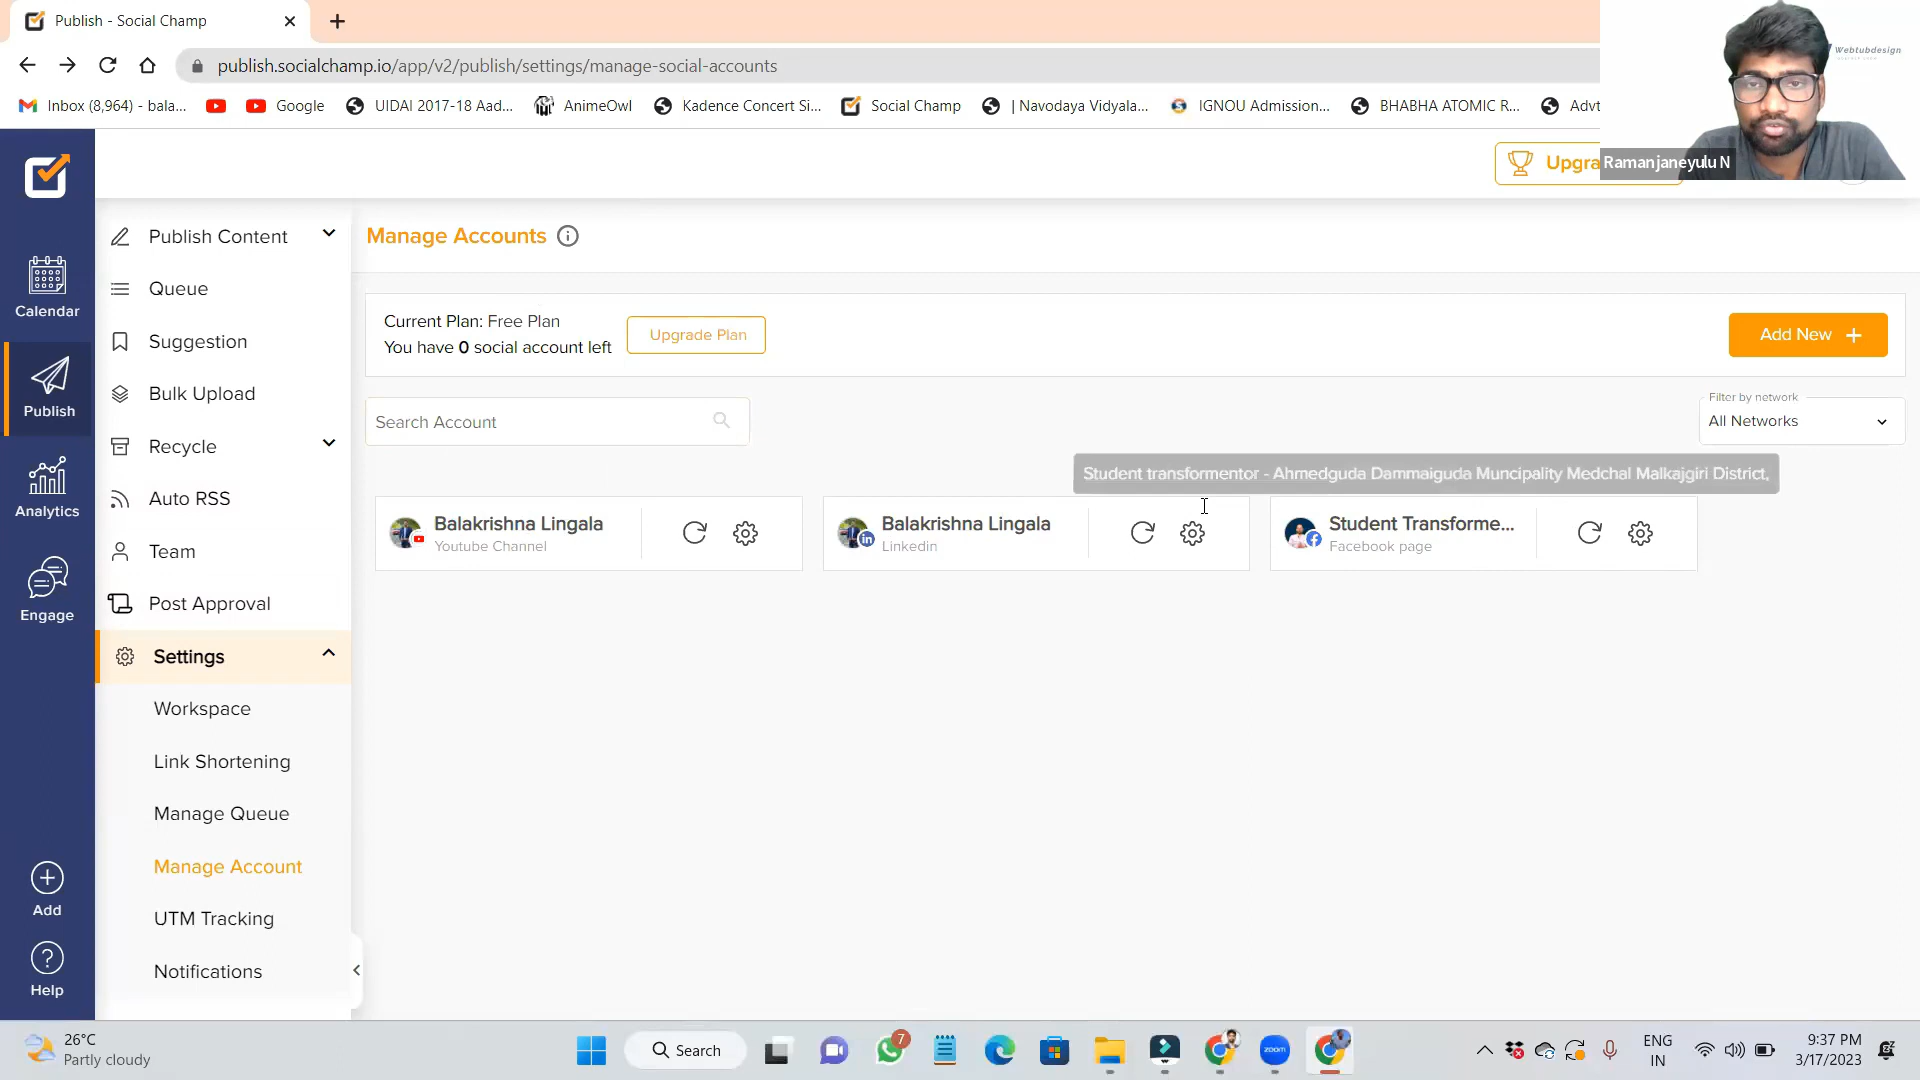 Publish - Social Champ
publish.socialchamp.io/app/v2/publish/settings/manage-social-accounts
Webtubdesign
Inbox (8,964) - bala...
Google
UIDAI 2017-18 Aad...
AnimeOwl
Kadence Concert Si...
Social Champ
| Navodaya Vidyala...
IGNOU Admission...
BHABHA ATOMIC R...
Advt
Upgra
Ramanjaneyulu N
Calendar
Publish
Analytics
Engage
Add
Help
Publish Content
Queue
Suggestion
Bulk Upload
Recycle
Auto RSS
Team
Post Approval
Settings
Workspace
Link Shortening
Manage Queue
Manage Account
UTM Tracking
Notifications
Manage Accounts
Current Plan: Free Plan
You have 0 social account left
Upgrade Plan
Add New +
Search Account
Filter by network
All Networks
Student transformentor - Ahmedguda Dammaiguda Muncipality Medchal Malkajgiri District,
Balakrishna Lingala
Youtube Channel
Balakrishna Lingala
Linkedin
Student Transforme...
Facebook page
26°C
Partly cloudy
Search
7
zoom
ENG
IN
9:37 PM
3/17/2023